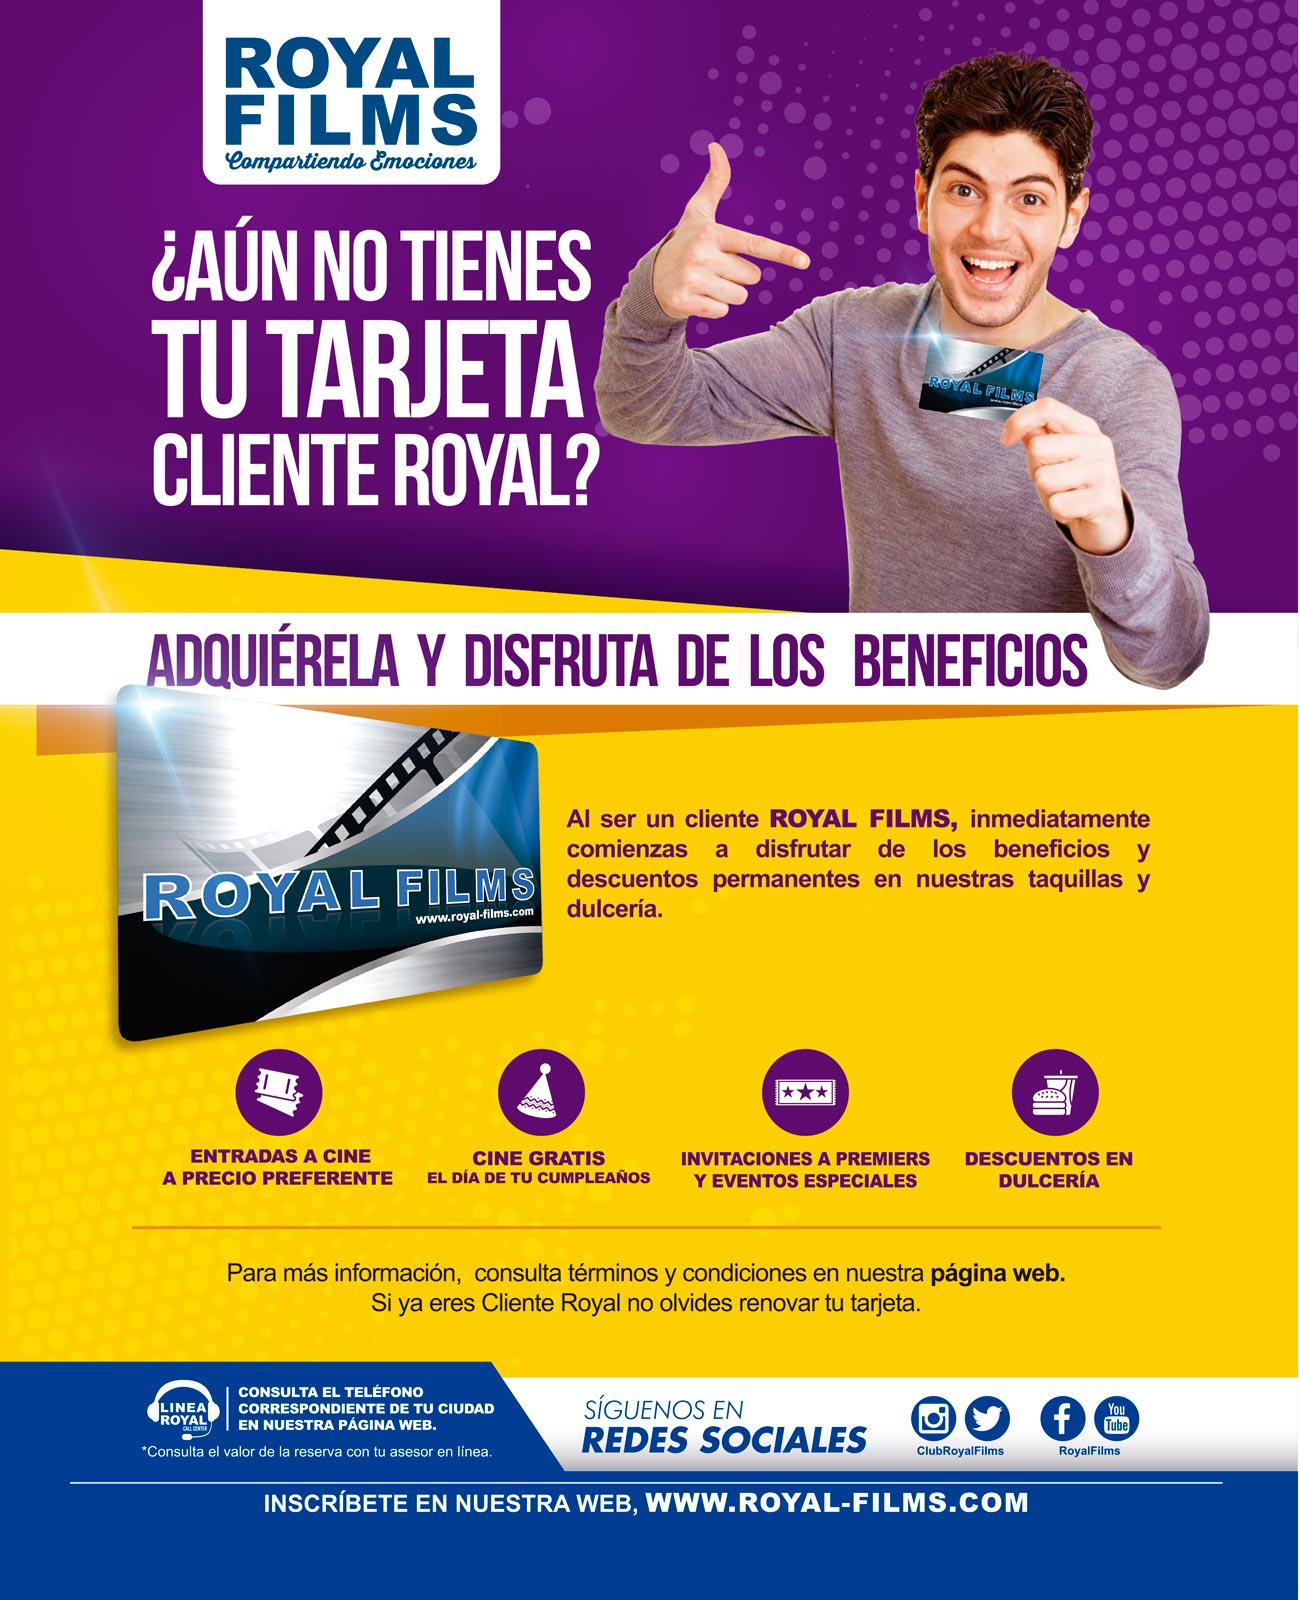 ROYAL
FILMS
Compartiendo Emociones
¿AÚN NO TIENES
TU TARJETA
CLIENTE ROYAL?
ROYAL FILMS
ADQUIÉRELA Y DISFRUTA DE LOS BENEFICIOS
ROYAL FILMS
www.royal-films.com
Al ser un cliente ROYAL FILMS, inmediatamente
comienzas a disfrutar de los beneficios y
descuentos permanentes en nuestras taquillas y
dulcería.
ENTRADAS A CINE
A PRECIO PREFERENTE
CINE GRATIS
EL DÍA DE TU CUMPLEAÑOS
INVITACIONES A PREMIERS
Y EVENTOS ESPECIALES
DESCUENTOS EN
DULCERÍA
Para más información, consulta términos y condiciones en nuestra página web.
Si ya eres Cliente Royal no olvides renovar tu tarjeta.
LINEA
ROYAL
CALL CENTER
CONSULTA EL TELÉFONO
CORRESPONDIENTE DE TU CIUDAD
EN NUESTRA PÁGINA WEB.
*Consulta el valor de la reserva con tu asesor en línea.
SÍGUENOS EN
REDES SOCIALES
You
Tube
ClubRoyalFilms
RoyalFilms
INSCRÍBETE EN NUESTRA WEB, WWW.ROYAL-FILMS.COM